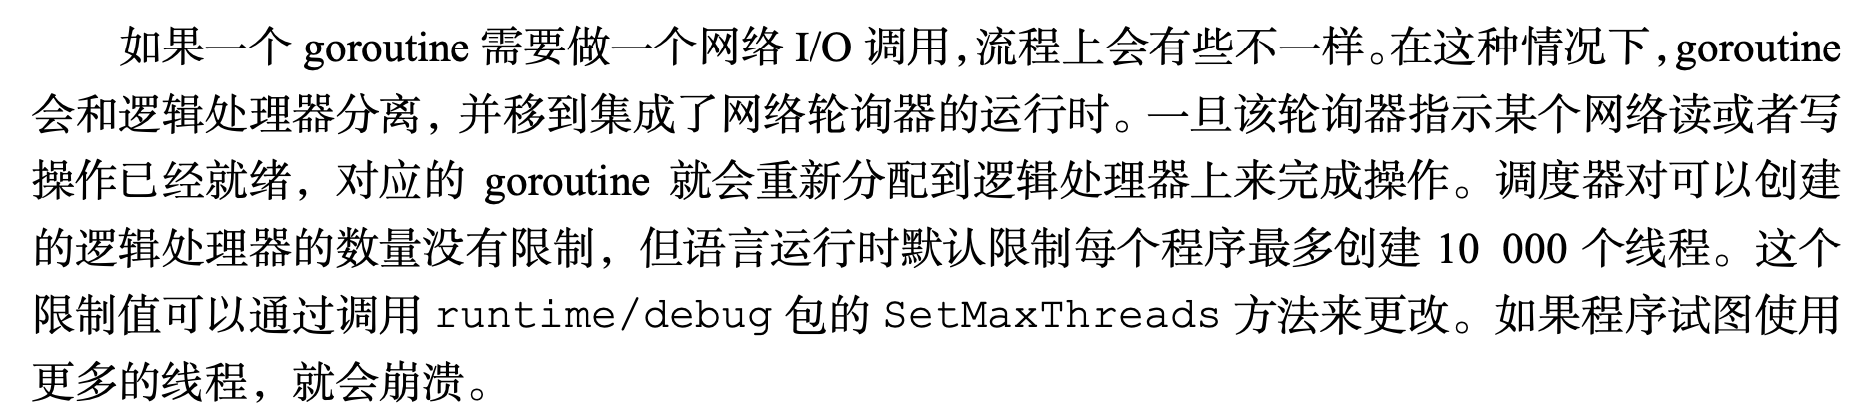 如果一个 goroutine 需要做一个网络 I/O 调用，流程上会有些不一样。在这种情况下，goroutine
会和逻辑处理器分离，并移到集成了网络轮询器的运行时。一旦该轮询器指示某个网络读或者写
操作已经就绪，对应的 goroutine 就会重新分配到逻辑处理器上来完成操作。调度器对可以创建
的逻辑处理器的数量没有限制，但语言运行时默认限制每个程序最多创建 10 000 个线程。这个
限制值可以通过调用 runtime/debug 包的 SetMaxThreads 方法来更改。如果程序试图使用
更多的线程，就会崩溃。